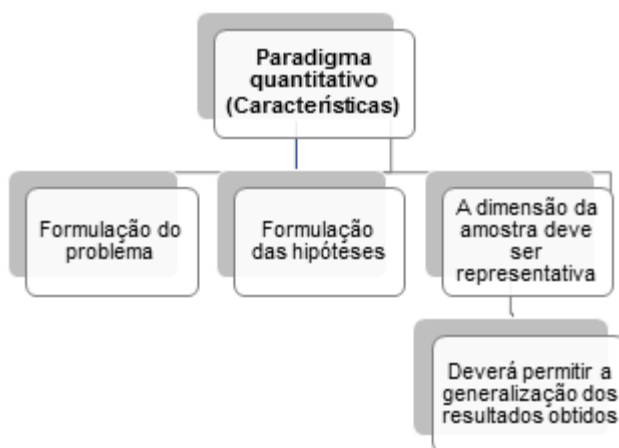 Paradigma
quantitativo
(Características)
Formulação do
problema
Formulação
das hipóteses
A dimensão da
amostra deve
ser
representativa
Deverá permitir a
generalização dos
resultados obtidos